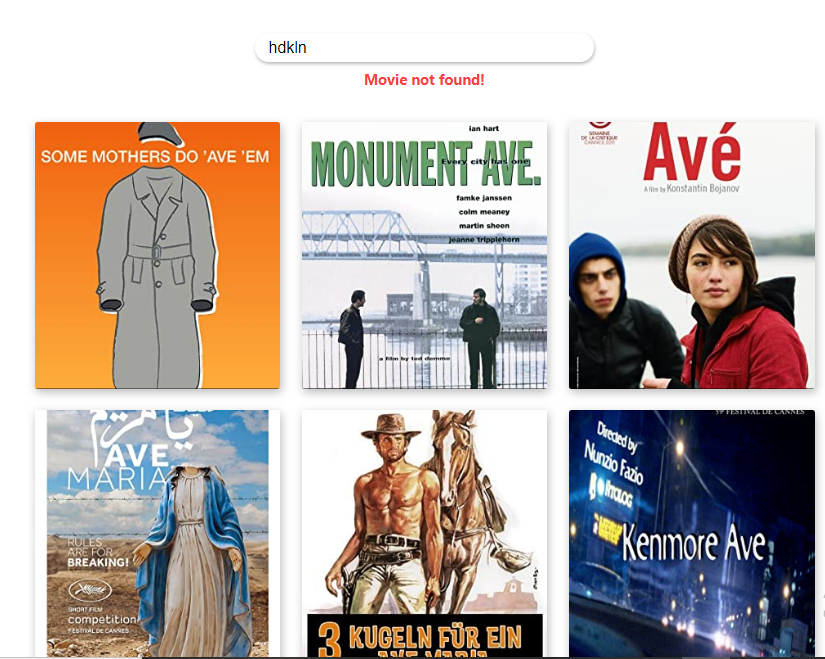 hdkln
Movie not found!
SOME MOTHERS DO 'AVE 'EM
ian hart
MONUMENT AVE.
Every city has one
famke janssen
colm meaney
martin sheen
jeanne tripplehorn
a film by ted demme
SEMAINE
DE LA CRITIQUE
CANNES 2011
Avé
A film by Konstantin Bojanov
يا مريم
AVE
MARIA
RULES
ARE FOR
BREAKING!
SHORT FILM
competition
FESTIVAL DE CANNES
3 KUGELN FÜR EIN
AVE MARIA
59e FESTIVAL DE CANNES
Directed by
Nunzio Fazio
Kenmore Ave